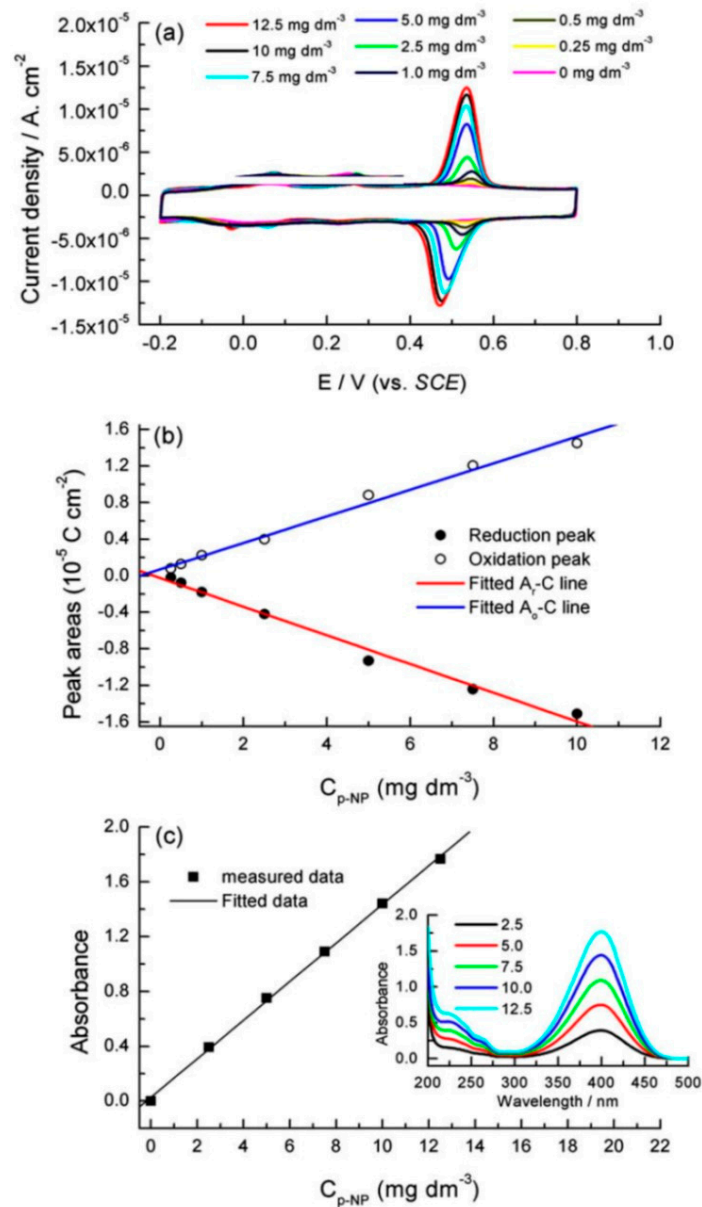 (a)
12.5 mg dm-3 5.0 mg dm-3 0.5 mg dm-3
10 mg dm-3 2.5 mg dm-3 0.25 mg dm-3
7.5 mg dm-3 1.0 mg dm-3 0 mg dm-3
Current density / A. cm-2
2.0x10-5
1.5x10-5
1.0x10-5
5.0x10-6
0.0
-5.0x10-6
-1.0x10-5
-1.5x10-5
-0.2 0.0 0.2 0.4 0.6 0.8 1.0
E / V (vs. SCE)
(b)
Peak areas (10-5 C cm-2)
1.6
1.2
0.8
0.4
0.0
-0.4
-0.8
-1.2
-1.6
Reduction peak
Oxidation peak
Fitted Ar-C line
Fitted Ao-C line
0 2 4 6 8 10 12
Cp-NP (mg dm-3)
(c)
Absorbance
2.0
1.6
1.2
0.8
0.4
0.0
measured data
Fitted data
Absorbance
2.0
1.5
1.0
0.5
0.0
2.5
5.0
7.5
10.0
12.5
200 250 300 350 400 450 500
Wavelength / nm
0 2 4 6 8 10 12 14 16 18 20 22
Cp-NP (mg dm-3)